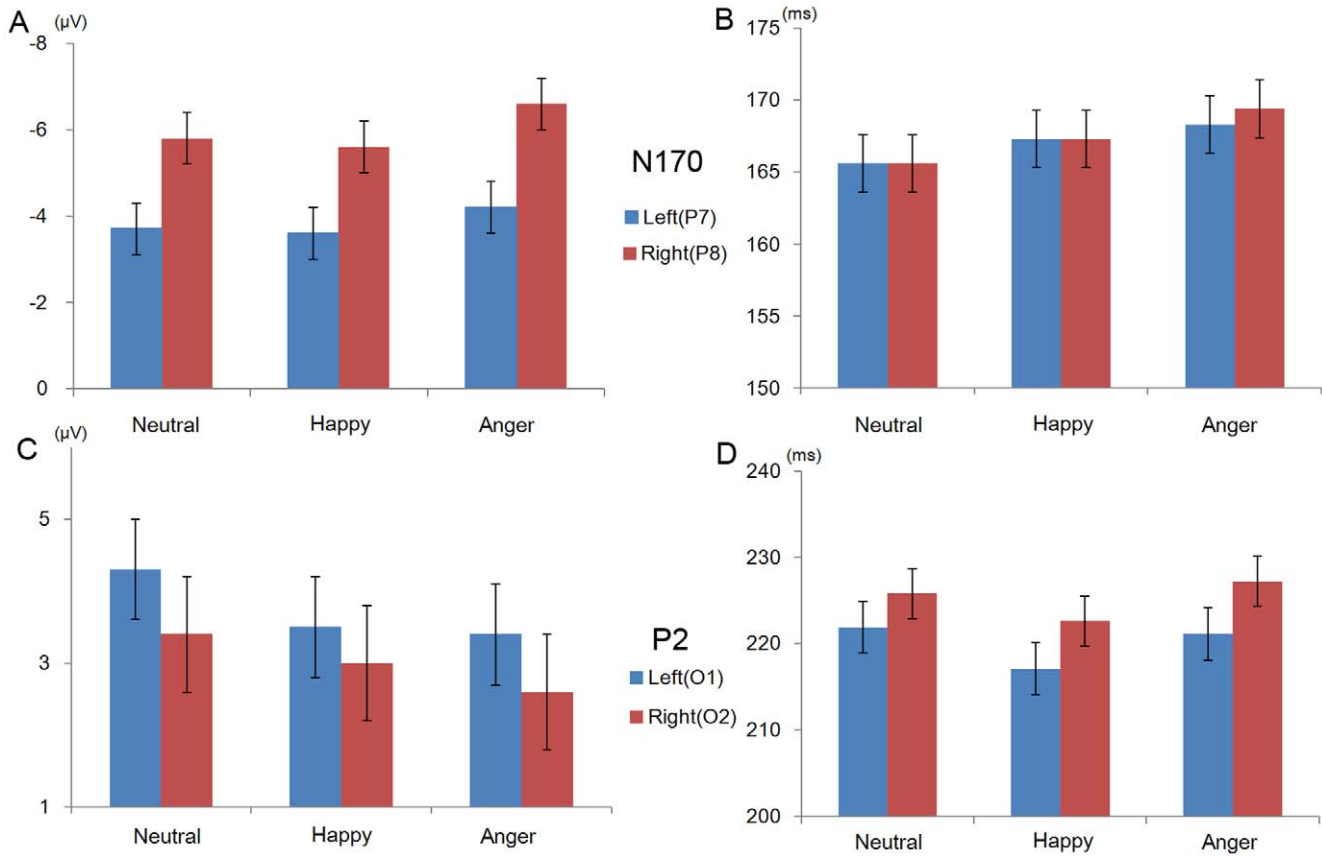 A (μV)
-8
-6
-4
-2
0
Neutral Happy Anger
N170
Left(P7)
Right(P8)
B (ms)
175
170
165
160
155
150
Neutral Happy Anger
C (μV)
5
3
1
Neutral Happy Anger
P2
Left(O1)
Right(O2)
D (ms)
240
230
220
210
200
Neutral Happy Anger